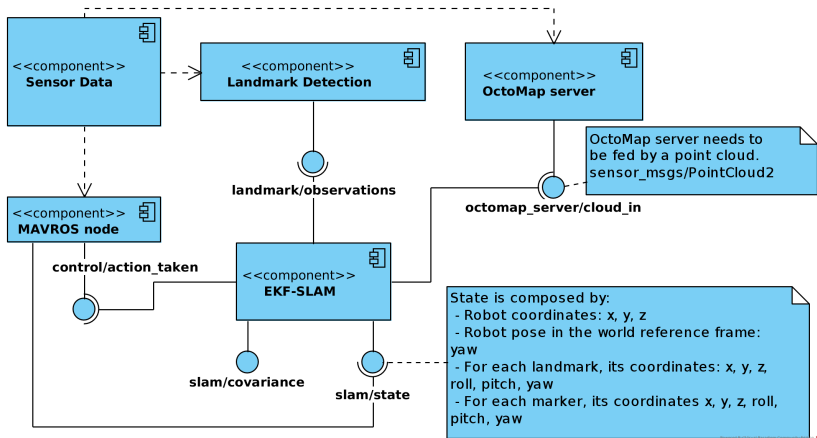 <<component>>
Sensor Data
<<component>>
Landmark Detection
<<component>>
OctoMap server
OctoMap server needs to
be fed by a point cloud.
sensor_msgs/PointCloud2
landmark/observations
octomap_server/cloud_in
<<component>>
MAVROS node
control/action_taken
<<component>>
EKF-SLAM
slam/covariance
slam/state
State is composed by:
- Robot coordinates: x, y, z
- Robot pose in the world reference frame:
yaw
- For each landmark, its coordinates: x, y, z,
roll, pitch, yaw
- For each marker, its coordinates x, y, z, roll,
pitch, yaw